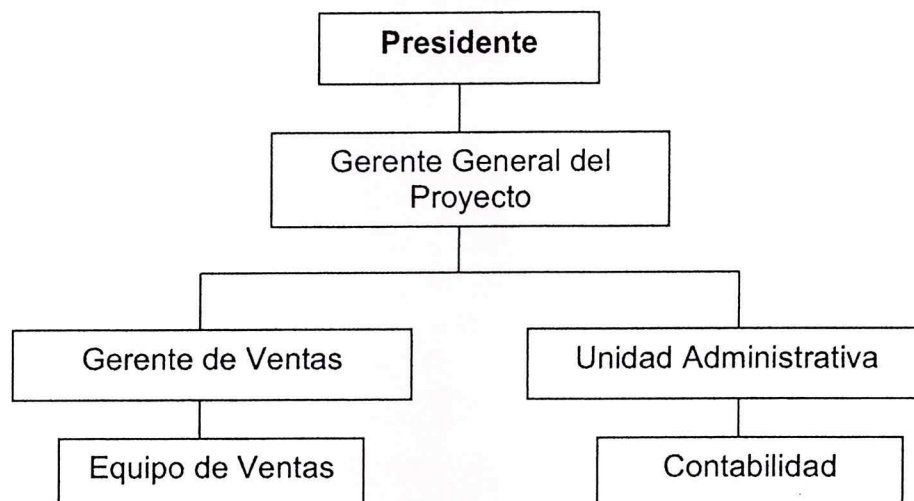 Presidente
Gerente General del
Proyecto
Gerente de Ventas
Unidad Administrativa
Equipo de Ventas
Contabilidad